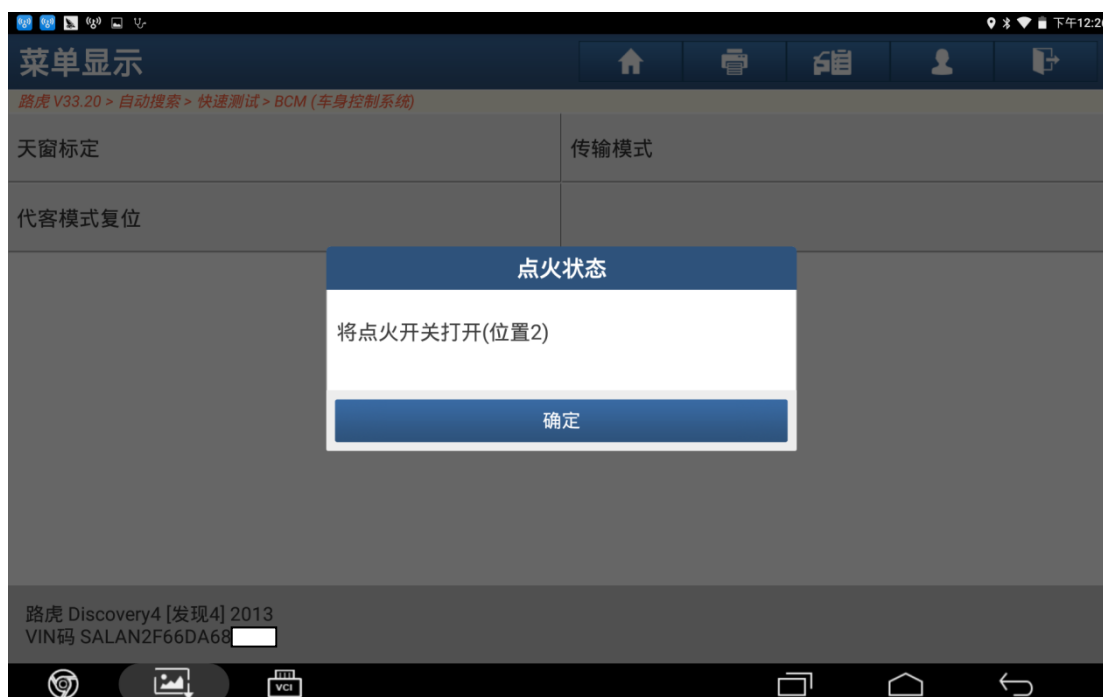 下午12:20
菜单显示
路虎 V33.20 > 自动搜索 > 快速测试 > BCM (车身控制系统)
天窗标定
传输模式
代客模式复位
点火状态
将点火开关打开(位置2)
确定
路虎 Discovery4 [发现4] 2013
VIN码 SALAN2F66DA68
VCI